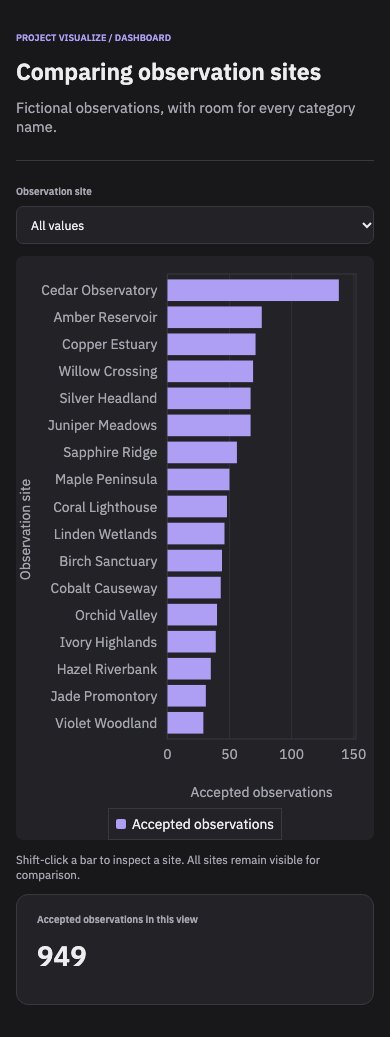 PROJECT VISUALIZE / DASHBOARD
Comparing observation sites
Fictional observations, with room for every category
name.
Observation site
All values
Cedar Observatory
Amber Reservoir
Copper Estuary
Willow Crossing
Silver Headland
Juniper Meadows
Sapphire Ridge
Maple Peninsula
Coral Lighthouse
Linden Wetlands
Birch Sanctuary
Cobalt Causeway
Orchid Valley
Ivory Highlands
Hazel Riverbank
Jade Promontory
Violet Woodland
Observation site
0 50 100 150
Accepted observations
Accepted observations
Shift-click a bar to inspect a site. All sites remain visible for
comparison.
Accepted observations in this view
949